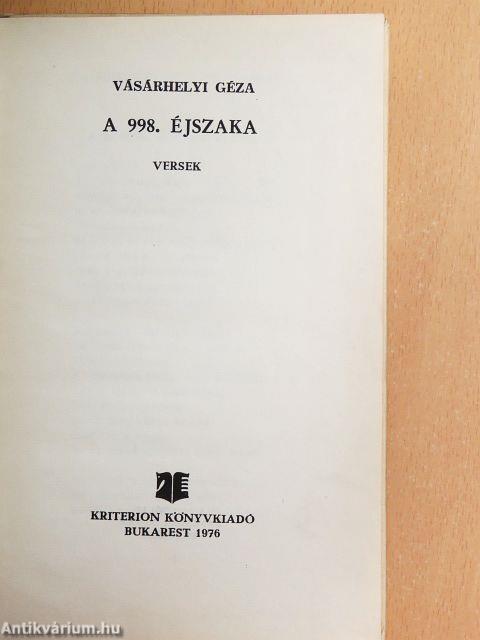 VÁSÁRHELYI GÉZA
A 998. ÉJSZAKA
VERSEK
KRITERION KÖNYVKIADÓ
BUKAREST 1976
Antikvárium.hu